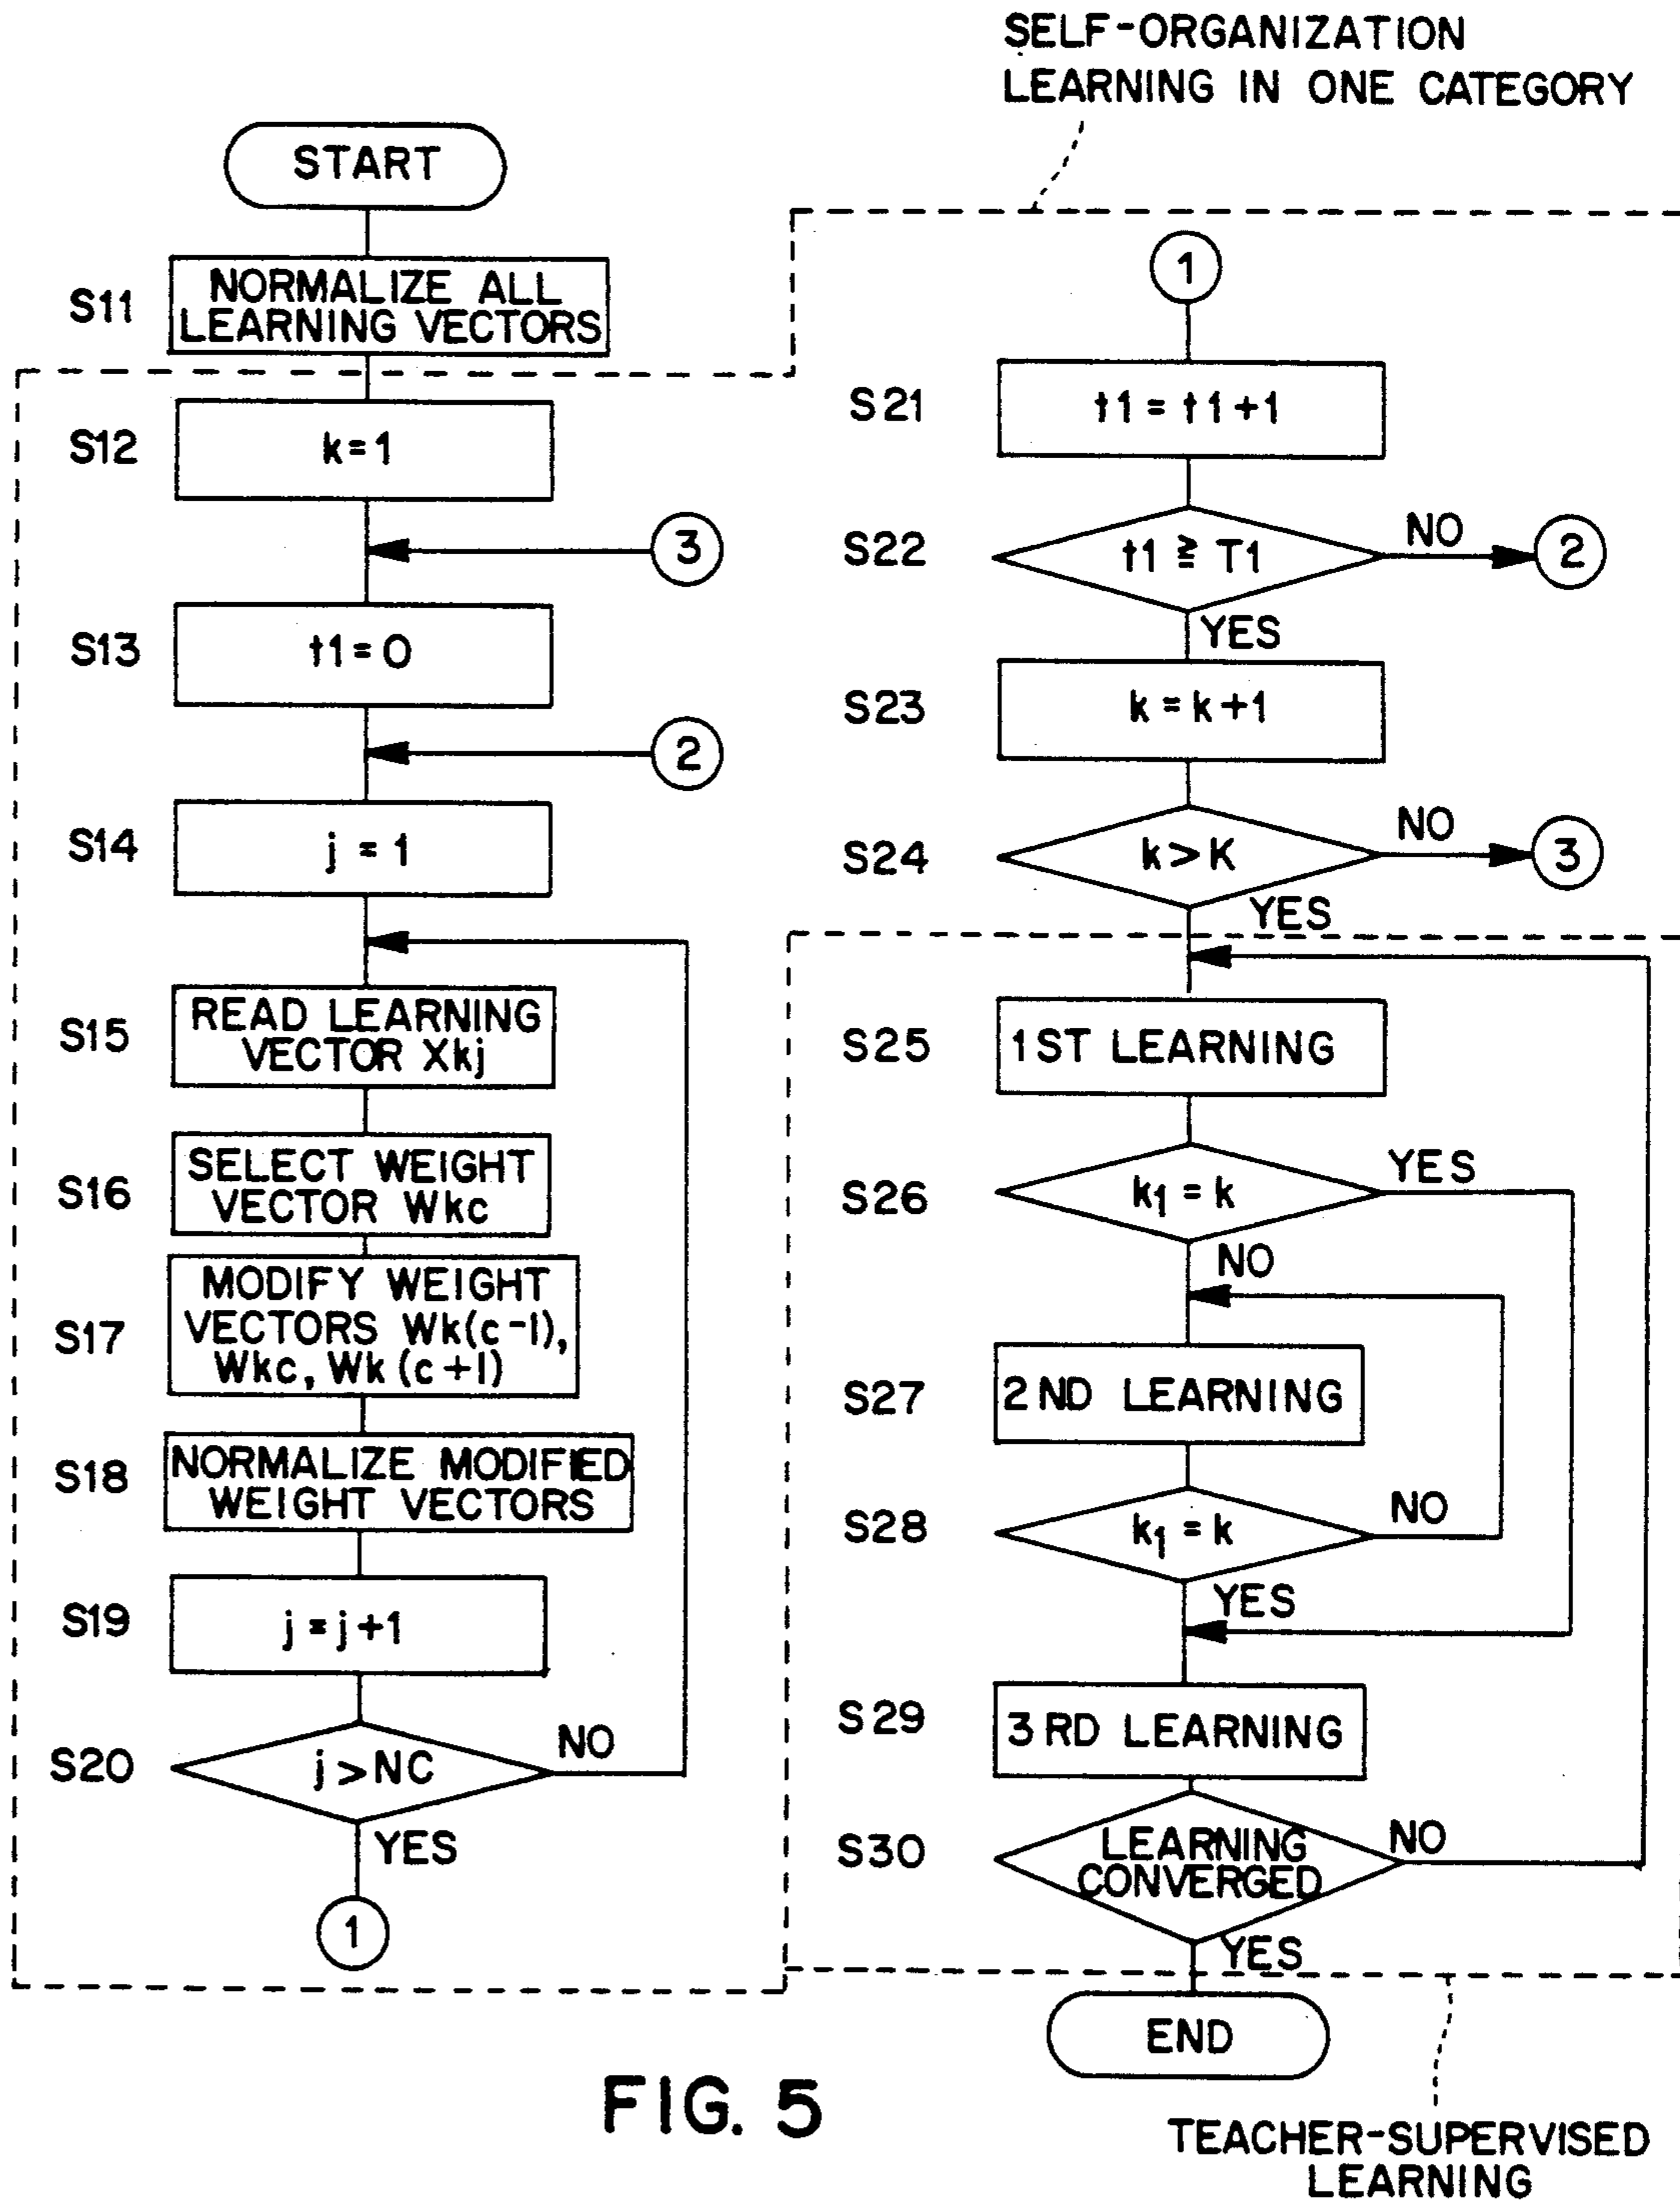 SELF-ORGANIZATION
LEARNING IN ONE CATEGORY
START
S11
NORMALIZE ALL
LEARNING VECTORS
S12
k=1
3
S13
t1=0
2
S14
j = 1
S15
READ LEARNING
VECTOR Xkj
S16
SELECT WEIGHT
VECTOR Wkc
S17
MODIFY WEIGHT
VECTORS Wk(c-1),
Wkc, Wk (c+1)
S18
NORMALIZE MODIFIED
WEIGHT VECTORS
S19
j = j+1
S20
j > NC
NO
YES
1
1
S21
t1 = t1+1
S22
t1 ≧ T1
NO
2
YES
S23
k = k+1
S24
k > K
NO
3
YES
S25
1ST LEARNING
S26
k1 = k
YES
NO
S27
2ND LEARNING
S28
k1 = k
NO
YES
S29
3RD LEARNING
S30
LEARNING
CONVERGED
NO
YES
END
FIG. 5
TEACHER-SUPERVISED
LEARNING